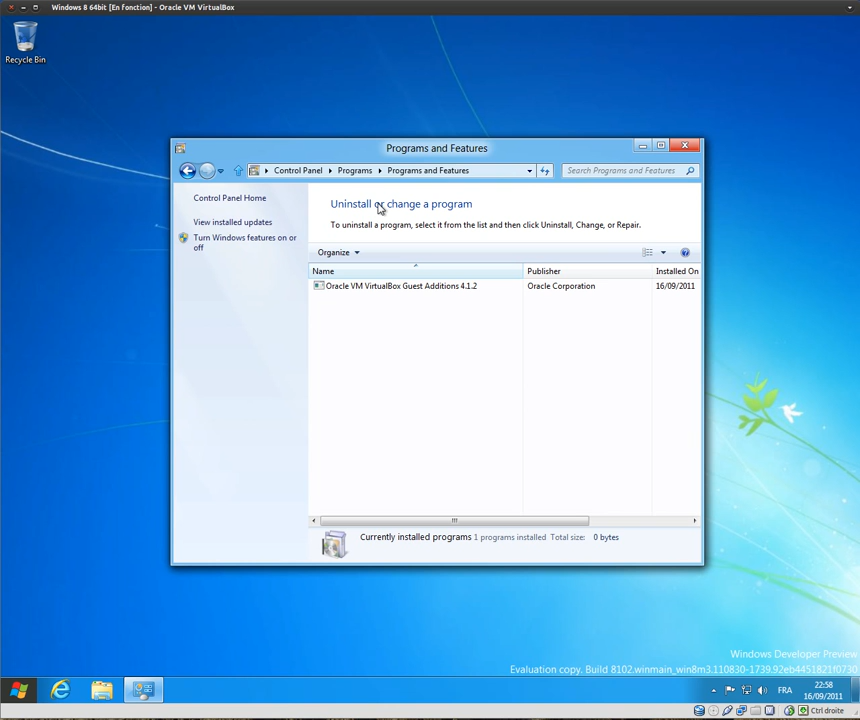 Windows 8 64bit [En fonction] - Oracle VM VirtualBox
Recycle Bin
Programs and Features
Control Panel Programs Programs and Features Search Programs and Features
Control Panel Home
View installed updates
Turn Windows features on or
off
Uninstall or change a program
To uninstall a program, select it from the list and then click Uninstall, Change, or Repair.
Organize
Name Publisher Installed On
Oracle VM VirtualBox Guest Additions 4.1.2 Oracle Corporation 16/09/2011
Currently installed programs 1 programs installed Total size: 0 bytes
Windows Developer Preview
Evaluation copy. Build 8102.winmain_win8m3.110830-1739.92eb4451821f0730
FRA
22:58
16/09/2011
Ctrl droite